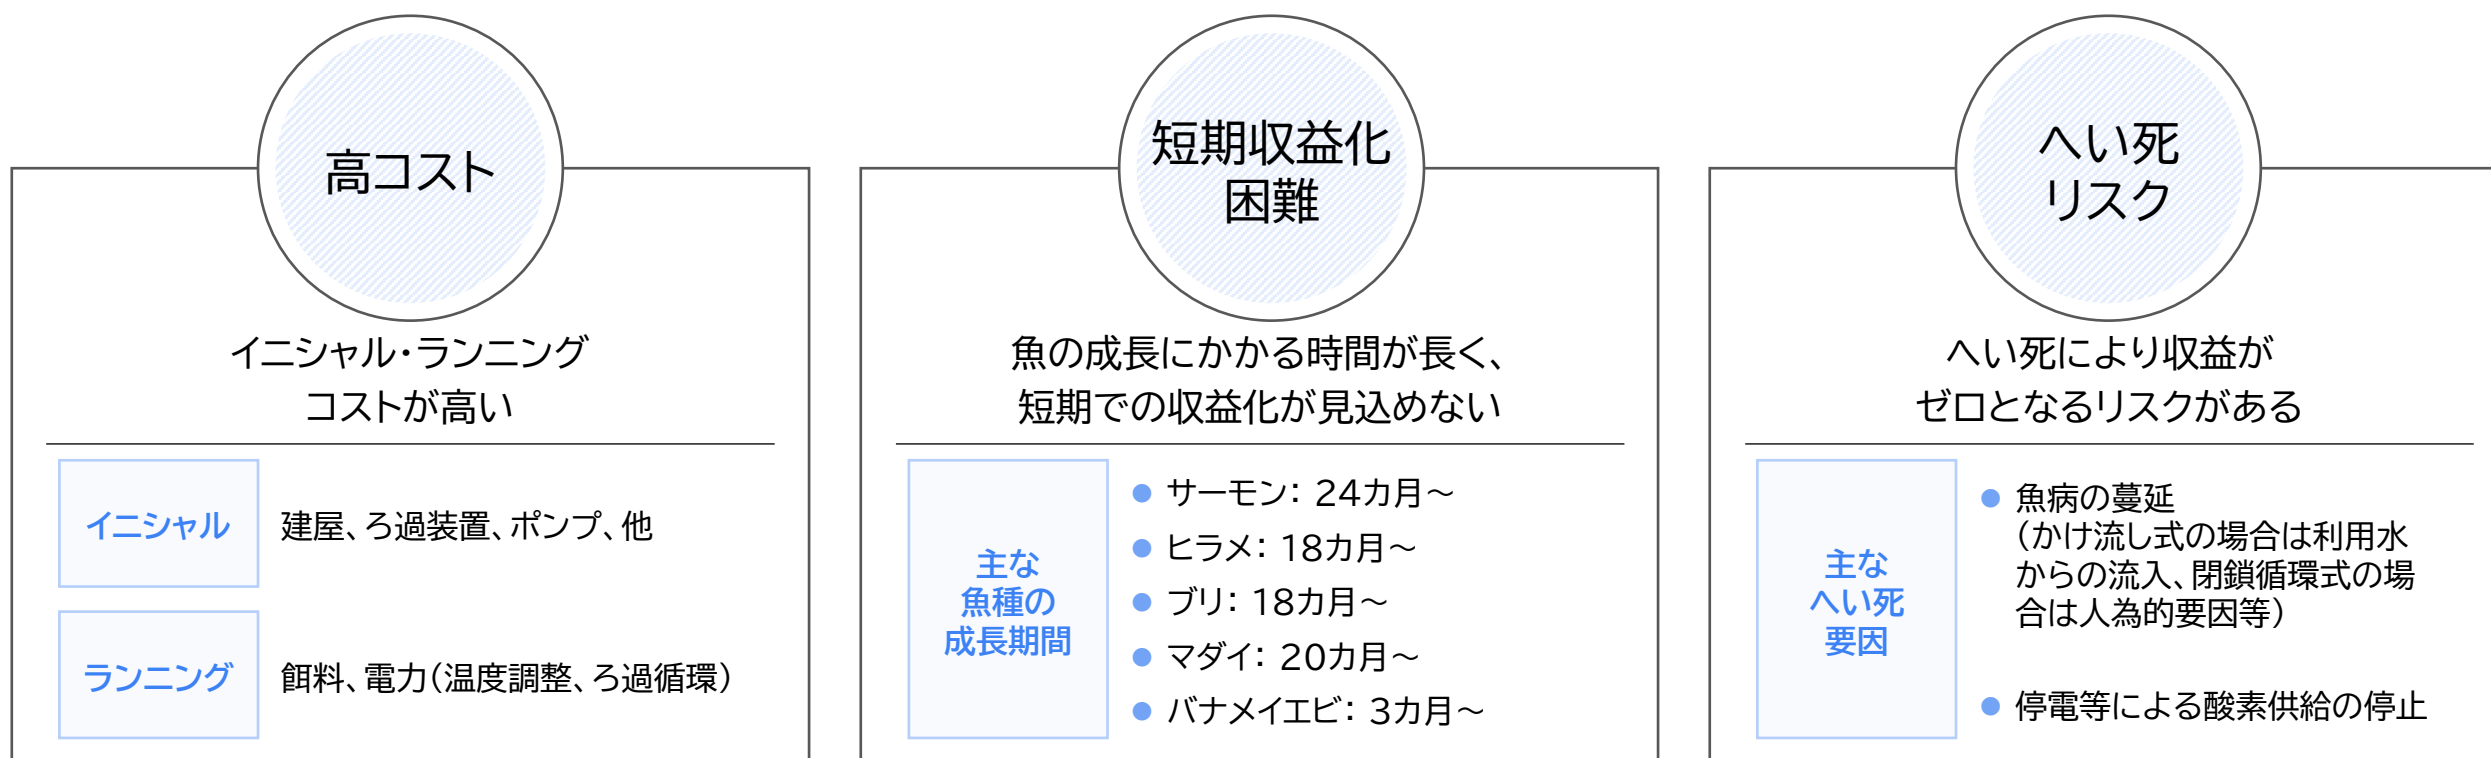 高コスト
イニシャル・ランニング
コストが高い
イニシャル
建屋、ろ過装置、ポンプ、他
ランニング
餌料、電力（温度調整、ろ過循環）
短期収益化
困難
魚の成長にかかる時間が長く、
短期での収益化が見込めない
主な
魚種の
成長期間
● サーモン： 24カ月～
● ヒラメ： 18カ月～
● ブリ： 18カ月～
● マダイ： 20カ月～
● バナメイエビ： 3カ月～
へい死
リスク
へい死により収益が
ゼロとなるリスクがある
主な
へい死
要因
● 魚病の蔓延
（かけ流し式の場合は利用水
からの流入、閉鎖循環式の場
合は人為的要因等）
● 停電等による酸素供給の停止